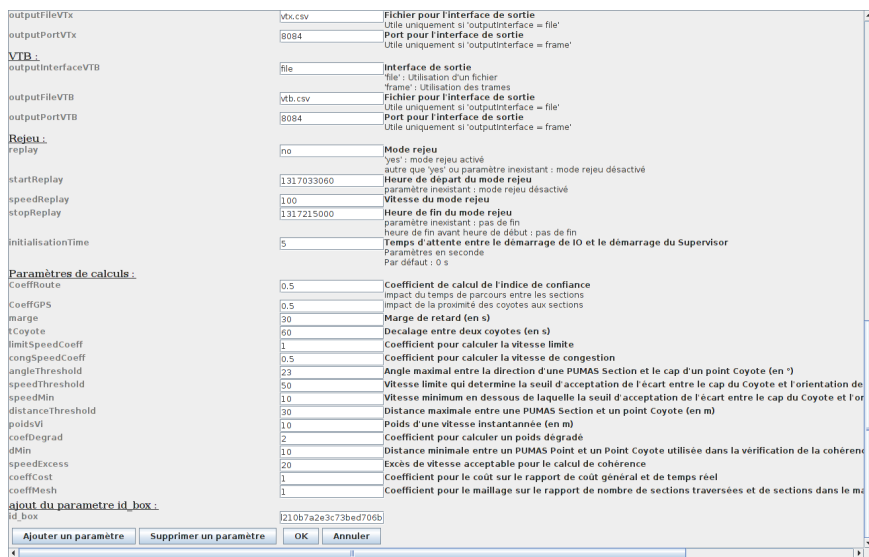 outputFileVTx vtx.csv Fichier pour l'interface de sortie
Utile uniquement si 'outputInterface = file'
outputPortVTx 8084 Port pour l'interface de sortie
Utile uniquement si 'outputInterface = frame'
VTB :
outputInterfaceVTB file Interface de sortie
'file' : Utilisation d'un fichier
'frame' : Utilisation des trames
outputFileVTB vtb.csv Fichier pour l'interface de sortie
Utile uniquement si 'outputInterface = file'
outputPortVTB 8084 Port pour l'interface de sortie
Utile uniquement si 'outputInterface = frame'
Rejeu :
replay no Mode rejeu
'yes' : mode rejeu activé
autre que 'yes' ou paramètre inexistant : mode rejeu désactivé
startReplay 1317033060 Heure de départ du mode rejeu
paramètre inexistant : mode rejeu désactivé
speedReplay 100 Vitesse du mode rejeu
stopReplay 1317215000 Heure de fin du mode rejeu
paramètre inexistant : pas de fin
heure de fin avant heure de début : pas de fin
initialisationTime 5 Temps d'attente entre le démarrage de IO et le démarrage du Supervisor
Paramètres en seconde
Par défaut : 0 s
Paramètres de calculs :
CoeffRoute 0.5 Coefficient de calcul de l'indice de confiance
impact du temps de parcours entre les sections
CoeffGPS 0.5 impact de la proximité des coyotes aux sections
marge 30 Marge de retard (en s)
tCoyote 60 Decalage entre deux coyotes (en s)
limitSpeedCoeff 1 Coefficient pour calculer la vitesse limite
congSpeedCoeff 0.5 Coefficient pour calculer la vitesse de congestion
angleThreshold 23 Angle maximal entre la direction d'une PUMAS Section et le cap d'un point Coyote (en °)
speedThreshold 50 Vitesse limite qui determine la seuil d'acceptation de l'écart entre le cap du Coyote et l'orientation de
speedMin 10 Vitesse minimum en dessous de laquelle la seuil d'acceptation de l'écart entre le cap du Coyote et l'or
distanceThreshold 30 Distance maximale entre une PUMAS Section et un point Coyote (en m)
poidsVi 10 Poids d'une vitesse instantannée (en m)
coefDegrad 2 Coefficient pour calculer un poids dégradé
dMin 10 Distance minimale entre un PUMAS Point et un Point Coyote utilisée dans la vérification de la cohéren
speedExcess 20 Excès de vitesse acceptable pour le calcul de cohérence
coeffCost 1 Coefficient pour le coût sur le rapport de coût général et de temps réel
coeffMesh 1 Coefficient pour le maillage sur le rapport de nombre de sections traversées et de sections dans le ma
ajout du parametre id_box :
id_box l210b7a2e3c73bed706b
Ajouter un paramètre Supprimer un paramètre OK Annuler